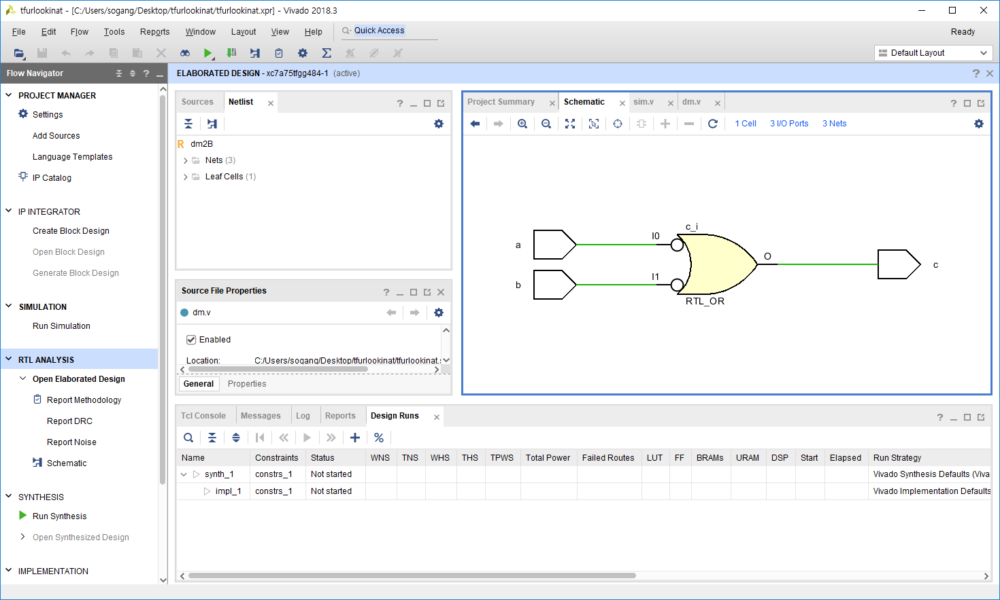 tfurlookinat - [C:/Users/sogang/Desktop/tfurlookinat/tfurlookinat.xpr] - Vivado 2018.3
File Edit Flow Tools Reports Window Layout View Help Quick Access Ready
Default Layout
Flow Navigator
PROJECT MANAGER
Settings
Add Sources
Language Templates
IP Catalog
IP INTEGRATOR
Create Block Design
Open Block Design
Generate Block Design
SIMULATION
Run Simulation
RTL ANALYSIS
Open Elaborated Design
Report Methodology
Report DRC
Report Noise
Schematic
SYNTHESIS
Run Synthesis
Open Synthesized Design
IMPLEMENTATION
ELABORATED DESIGN - xc7a75tfgg484-1 (active)
Sources Netlist
R dm2B
Nets (3)
Leaf Cells (1)
Source File Properties
dm.v
Enabled
Location: C:/Users/sogang/Desktop/tfurlookinat/tfurlookinat.
General Properties
Project Summary Schematic sim.v dm.v
1 Cell 3 I/O Ports 3 Nets
c_i
a I0
O
c
b I1
RTL_OR
Tcl Console Messages Log Reports Design Runs
Name Constraints Status WNS TNS WHS THS TPWS Total Power Failed Routes LUT FF BRAMs URAM DSP Start Elapsed Run Strategy
synth_1 constrs_1 Not started Vivado Synthesis Defaults (Viva
impl_1 constrs_1 Not started Vivado Implementation Defaults